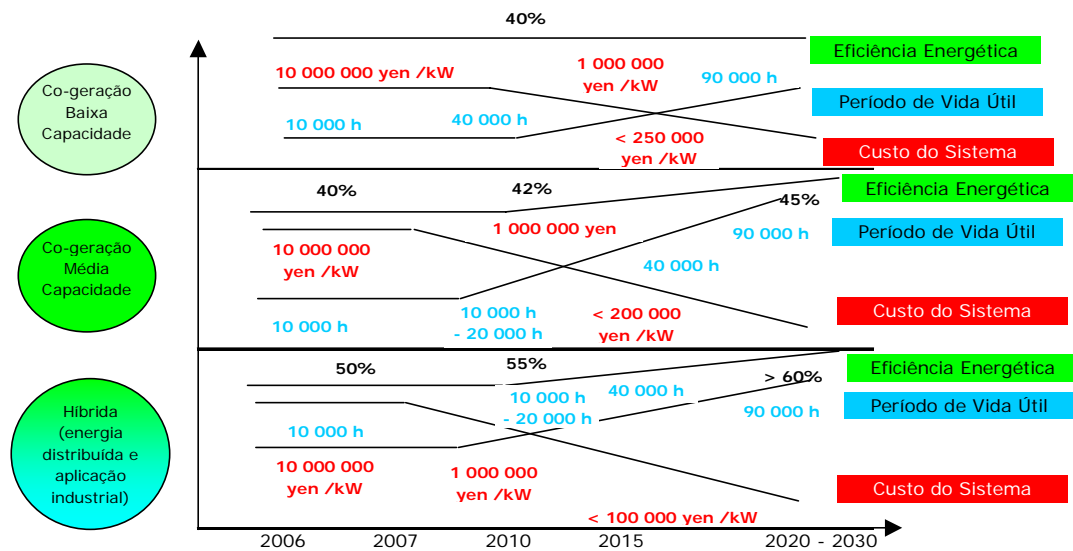 40%
Eficiência Energética
10 000 000 yen /kW
1 000 000
yen /kW
90 000 h
Co-geração
Baixa
Capacidade
Período de Vida Útil
10 000 h
40 000 h
< 250 000
yen /kW
Custo do Sistema
40%
42%
Eficiência Energética
45%
1 000 000 yen
90 000 h
Período de Vida Útil
Co-geração
Média
Capacidade
10 000 000
yen /kW
40 000 h
10 000 h
10 000 h
- 20 000 h
< 200 000
yen /kW
Custo do Sistema
50%
55%
Eficiência Energética
> 60%
10 000 h
- 20 000 h
40 000 h
90 000 h
Período de Vida Útil
Híbrida
(energia
distribuída e
aplicação
industrial)
10 000 h
10 000 000
yen /kW
1 000 000
yen /kW
Custo do Sistema
< 100 000 yen /kW
2006 2007 2010 2015 2020 - 2030